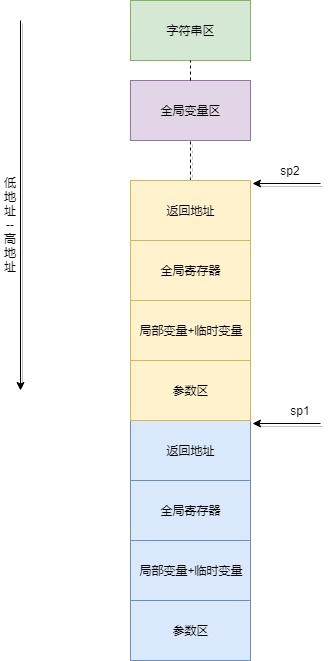 字符串区
全局变量区
sp2
返回地址
低地址--高地址
全局寄存器
局部变量+临时变量
参数区
sp1
返回地址
全局寄存器
局部变量+临时变量
参数区